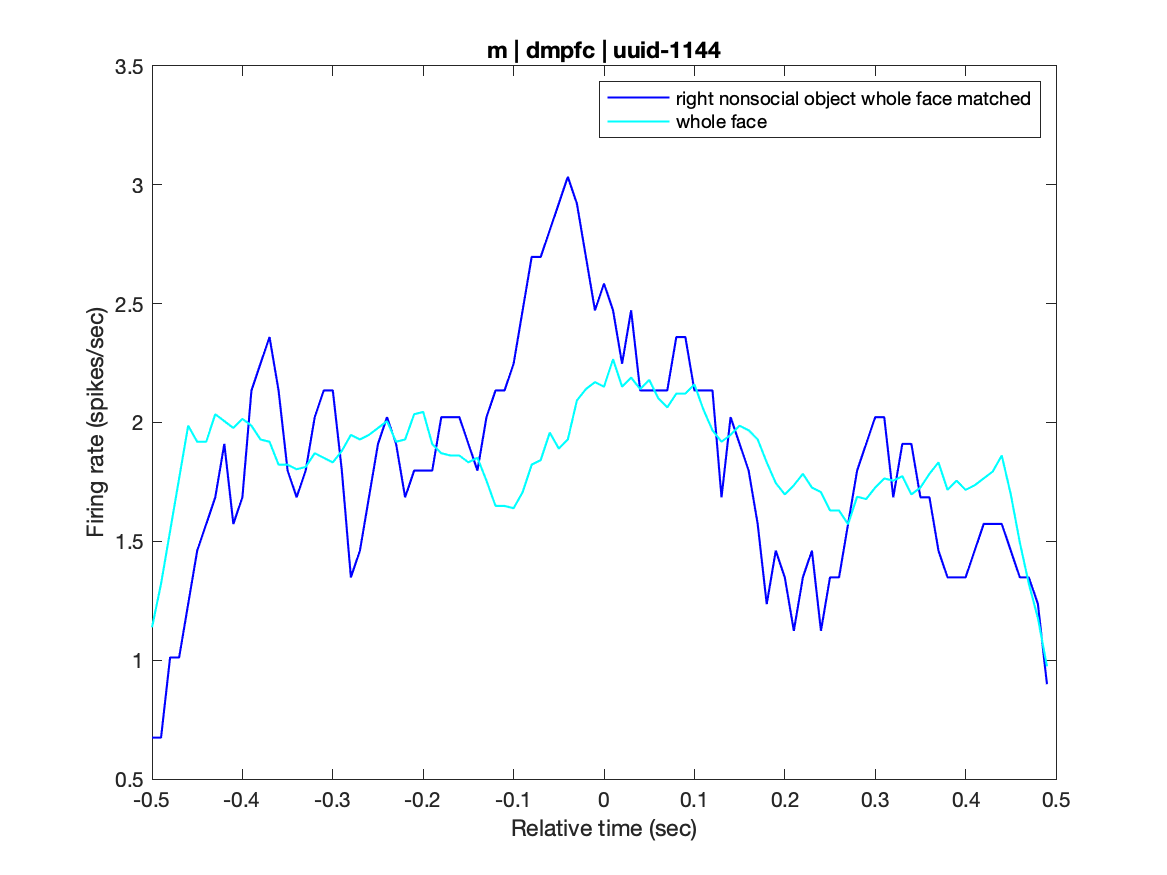 m | dmpfc | uuid-1144
3.5
3
2.5
2
1.5
1
0.5
Firing rate (spikes/sec)
right nonsocial object whole face matched
whole face
-0.5 -0.4 -0.3 -0.2 -0.1 0 0.1 0.2 0.3 0.4 0.5
Relative time (sec)